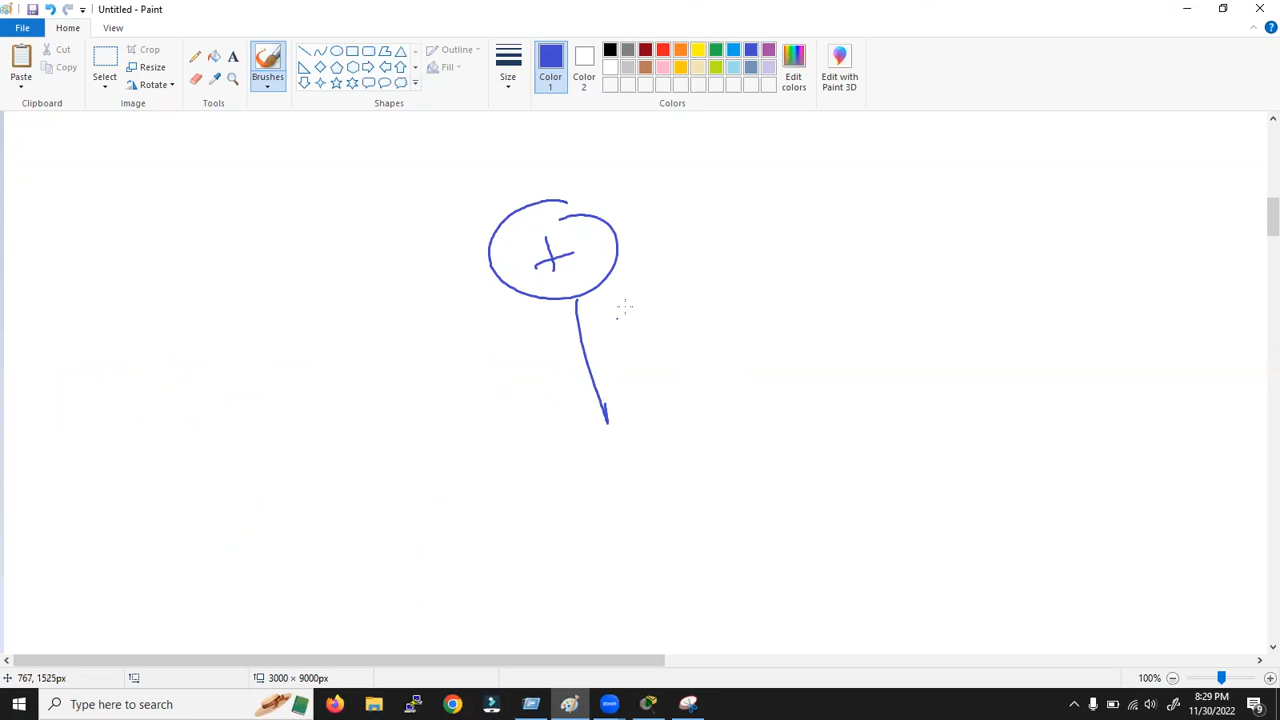 Untitled - Paint
File Home View
Paste
Cut
Copy
Clipboard
Select
Crop
Resize
Rotate
Image
A
Tools
Brushes
Outline
Fill
Shapes
Size
Color 1
Color 2
Edit colors
Colors
Edit with Paint 3D
+
767, 1525px
3000 × 9000px
100%
Type here to search
8:29 PM
11/30/2022